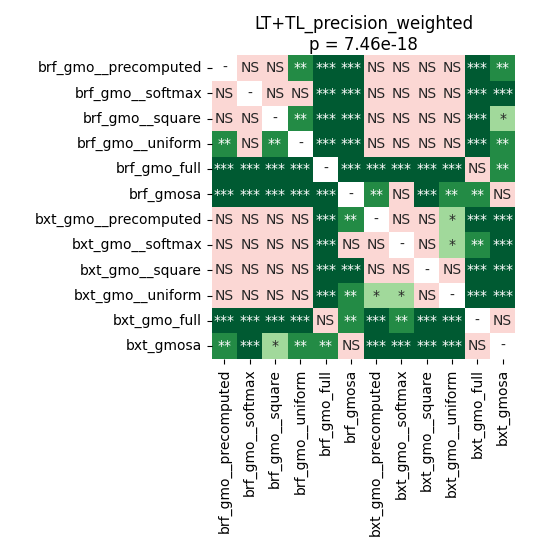 LT+TL_precision_weighted
p = 7.46e-18
brf_gmo__precomputed - NS NS ** *** *** NS NS NS NS *** **
brf_gmo__softmax NS - NS NS *** *** NS NS NS NS *** ***
brf_gmo__square NS NS - ** *** *** NS NS NS NS *** *
brf_gmo__uniform ** NS ** - *** *** NS NS NS NS *** **
brf_gmo_full *** *** *** *** - *** *** *** *** *** NS **
brf_gmosa *** *** *** *** *** - ** NS *** ** ** NS
bxt_gmo__precomputed NS NS NS NS *** ** - NS NS * *** ***
bxt_gmo__softmax NS NS NS NS *** NS NS - NS * ** ***
bxt_gmo__square NS NS NS NS *** *** NS NS - NS *** ***
bxt_gmo__uniform NS NS NS NS *** ** * * NS - *** ***
bxt_gmo_full *** *** *** *** NS ** *** ** *** *** - NS
bxt_gmosa ** *** * ** ** NS *** *** *** *** NS -
brf_gmo__precomputed
brf_gmo__softmax
brf_gmo__square
brf_gmo__uniform
brf_gmo_full
brf_gmosa
bxt_gmo__precomputed
bxt_gmo__softmax
bxt_gmo__square
bxt_gmo__uniform
bxt_gmo_full
bxt_gmosa